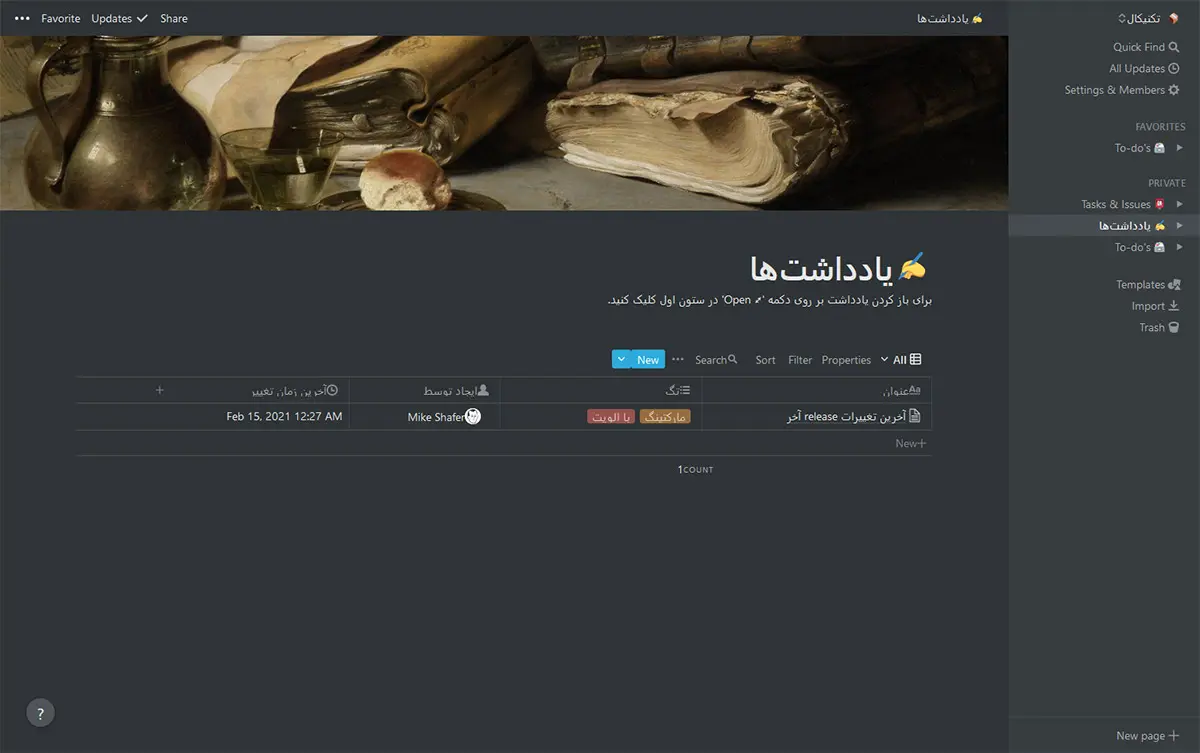 Favorite Updates Share
یادداشت‌ها
تکنیکال
Quick Find
All Updates
Settings & Members
FAVORITES
To-do's
PRIVATE
Tasks & Issues
یادداشت‌ها
To-do's
Templates
Import
Trash
یادداشت‌ها
برای باز کردن یادداشت بر روی دکمه 'Open ⤢' در ستون اول کلیک کنید.
All Properties Filter Sort Search ••• New
Aa عنوان تگ ایجاد توسط آخرین زمان تغییر +
آخرین تغییرات release آخر مارکتینگ با الویت Mike Shafer Feb 15, 2021 12:27 AM
New+
1 COUNT
?
New page +